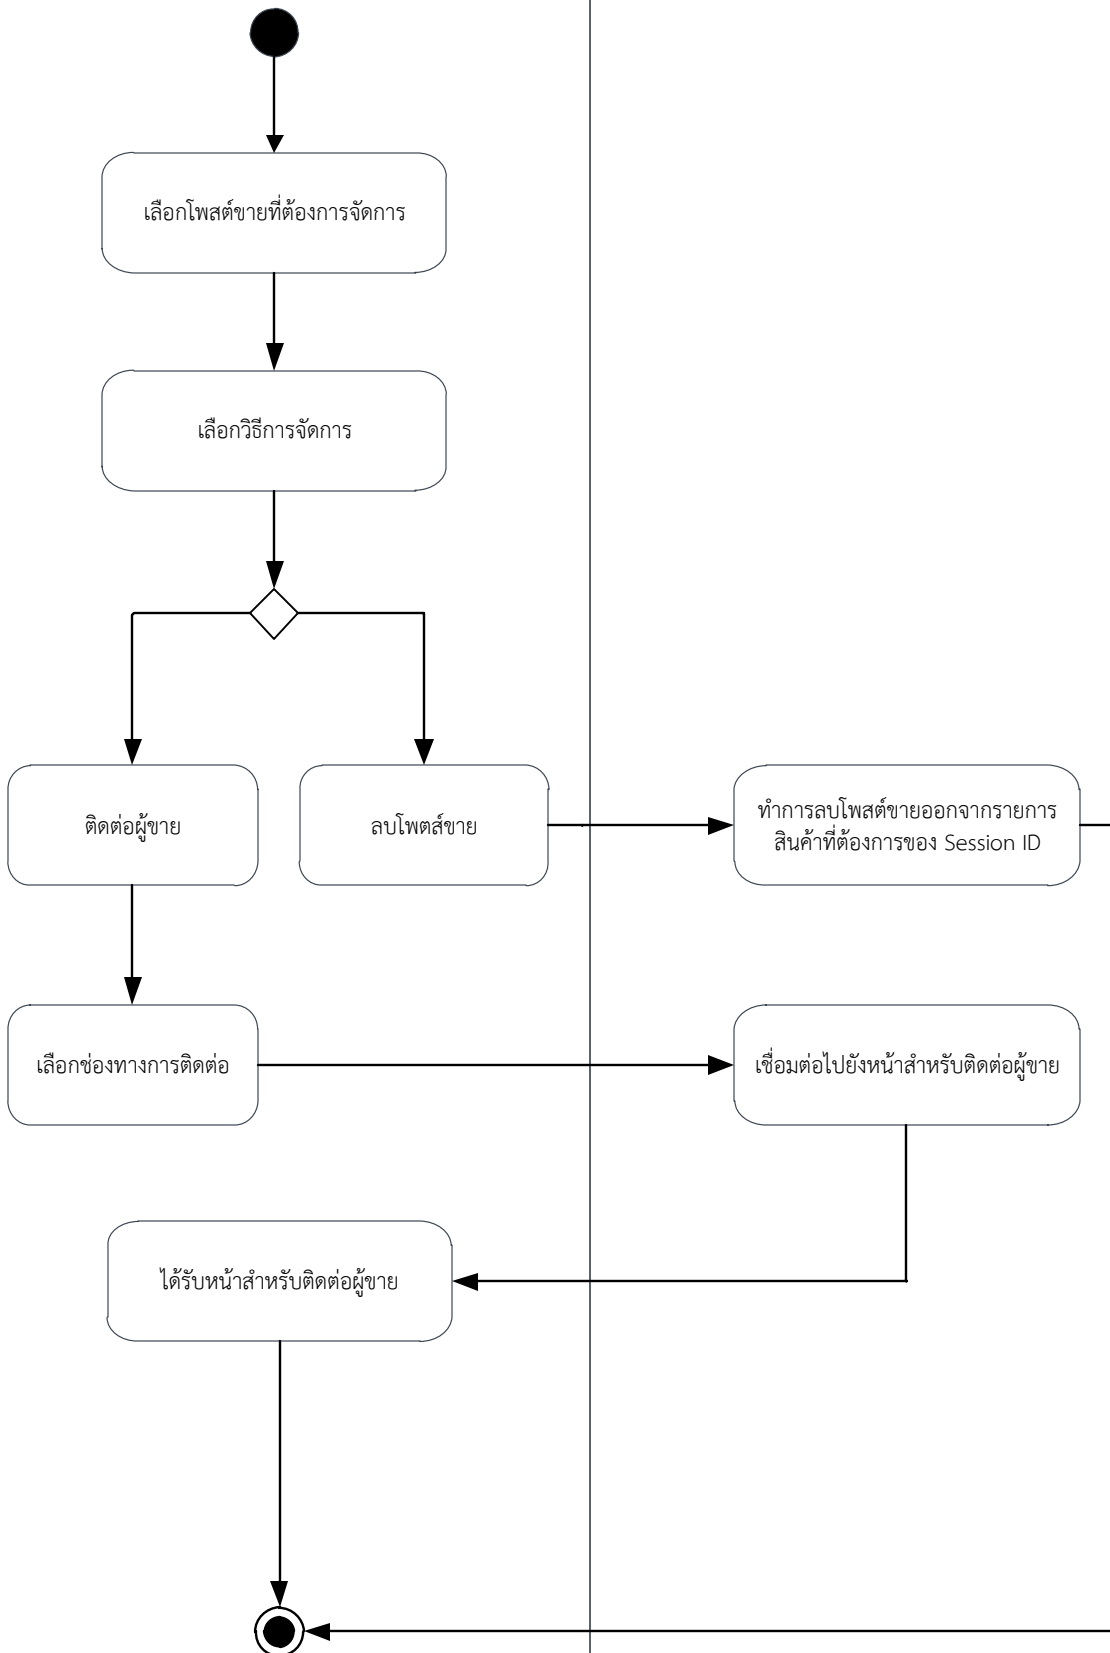 เลือกโพสต์ขายที่ต้องการจัดการ
เลือกวิธีการจัดการ
ติดต่อผู้ขาย
ลบโพตส์ขาย
ทำการลบโพสต์ขายออกจากรายการ
สินค้าที่ต้องการของ Session ID
เลือกช่องทางการติดต่อ
เชื่อมต่อไปยังหน้าสำหรับติดต่อผู้ขาย
ได้รับหน้าสำหรับติดต่อผู้ขาย